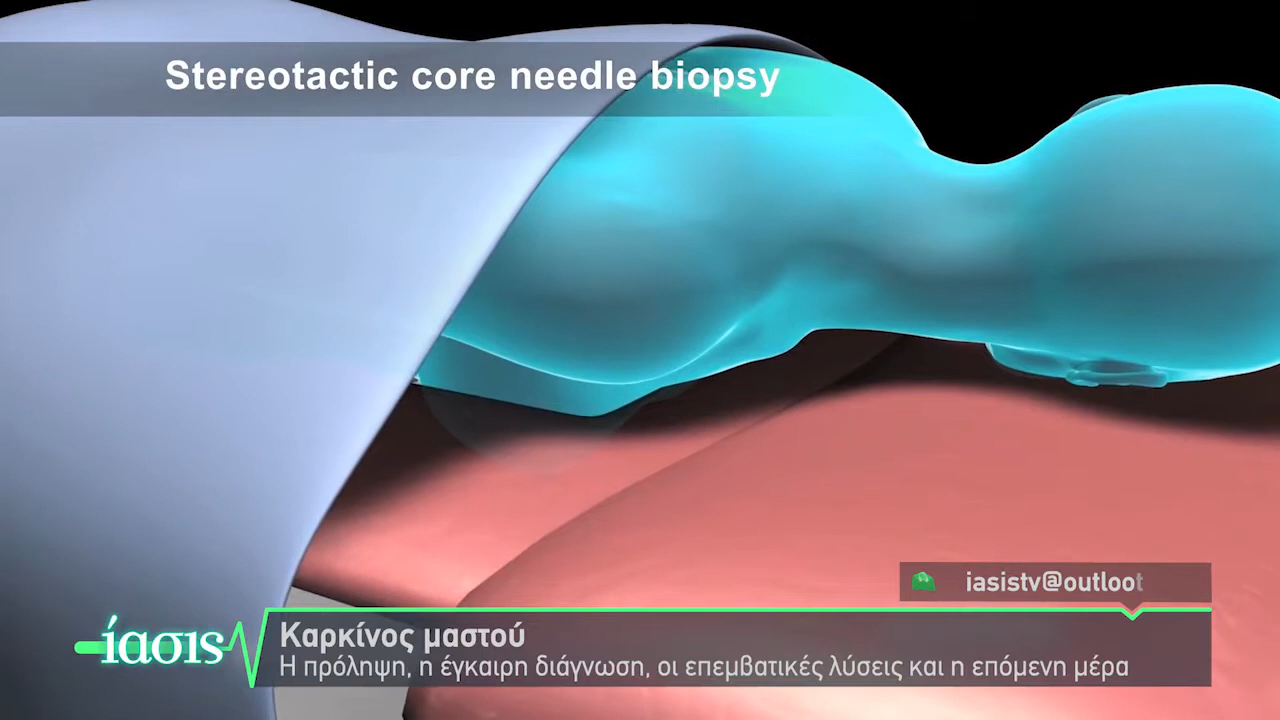 Stereotactic core needle biopsy
iasistv@outloo
ίασις
Καρκίνος μαστού
Η πρόληψη, η έγκαιρη διάγνωση, οι επεμβατικές λύσεις και η επόμενη μέρα